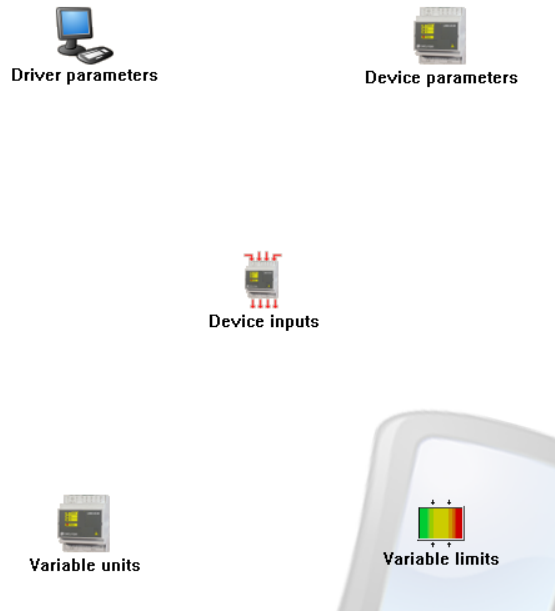 Driver parameters
Device parameters
Device inputs
Variable units
Variable limits